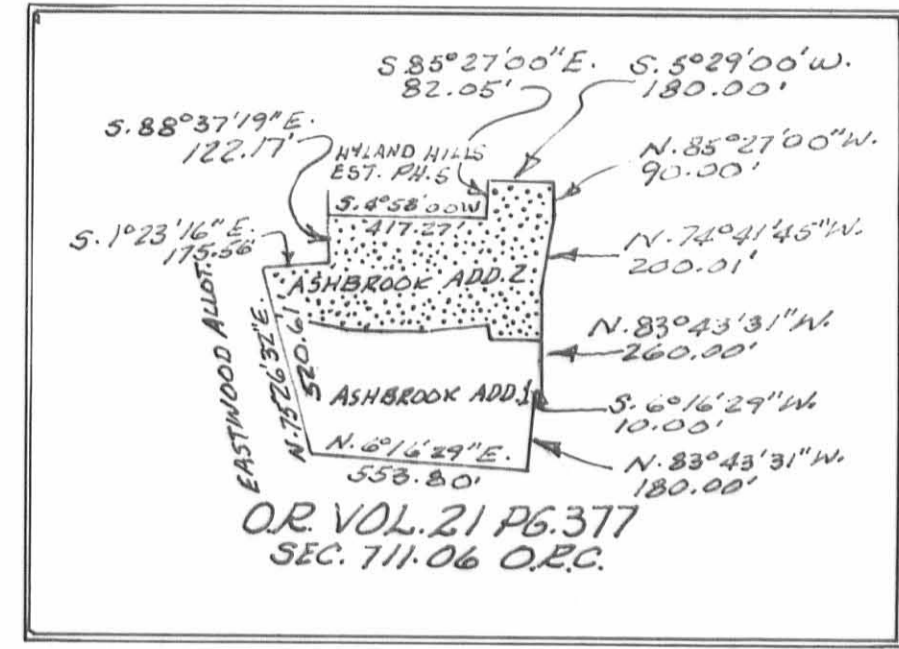 S. 85°27'00" E.
82.05'
S. 5°29'00" W.
180.00'
S. 88°37'19" E.
122.17'
HYLAND HILLS
EST. PH.5
N. 85°27'00" W.
90.00'
S. 4°58'00 W
417.27'
S. 1°23'16" E.
175.56'
N. 74°41'45" W.
200.01'
ASHBROOK ADD. 2
EASTWOOD ALLOT.
N. 75°26'32" E.
520.61'
N. 83°43'31" W.
260.00'
ASHBROOK ADD. 1
S. 6°16'29" W.
10.00'
N. 6°16'29" E.
553.80'
N. 83°43'31" W.
180.00'
O.R. VOL. 21 PG. 377
SEC. 711.06 O.R.C.